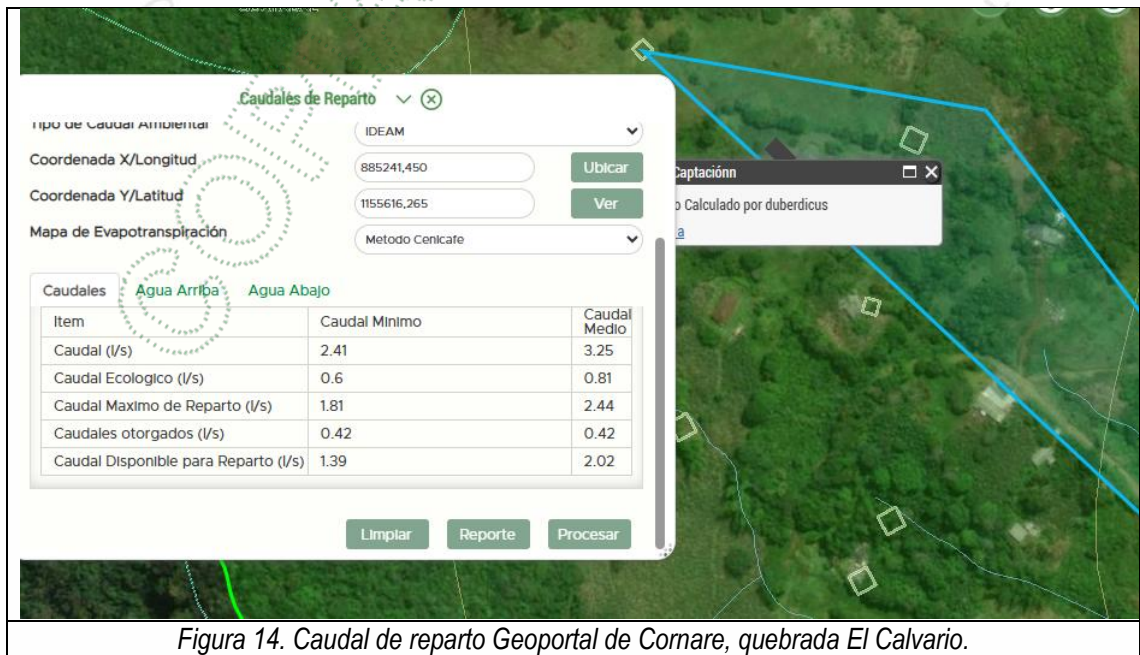 Caudales de Reparto
Tipo de Caudal Ambiental IDEAM
Coordenada X/Longitud 885241,450 Ubicar
Coordenada Y/Latitud 1155616,265 Ver
Mapa de Evapotranspiración Metodo Cenicafe
Captaciónn
o Calculado por duberdicus
a
Caudales Agua Arriba Agua Abajo
Item Caudal Minimo Caudal Medio
Caudal (l/s) 2.41 3.25
Caudal Ecologico (l/s) 0.6 0.81
Caudal Maximo de Reparto (l/s) 1.81 2.44
Caudales otorgados (l/s) 0.42 0.42
Caudal Disponible para Reparto (l/s) 1.39 2.02
Limpiar Reporte Procesar
Figura 14. Caudal de reparto Geoportal de Cornare, quebrada El Calvario.